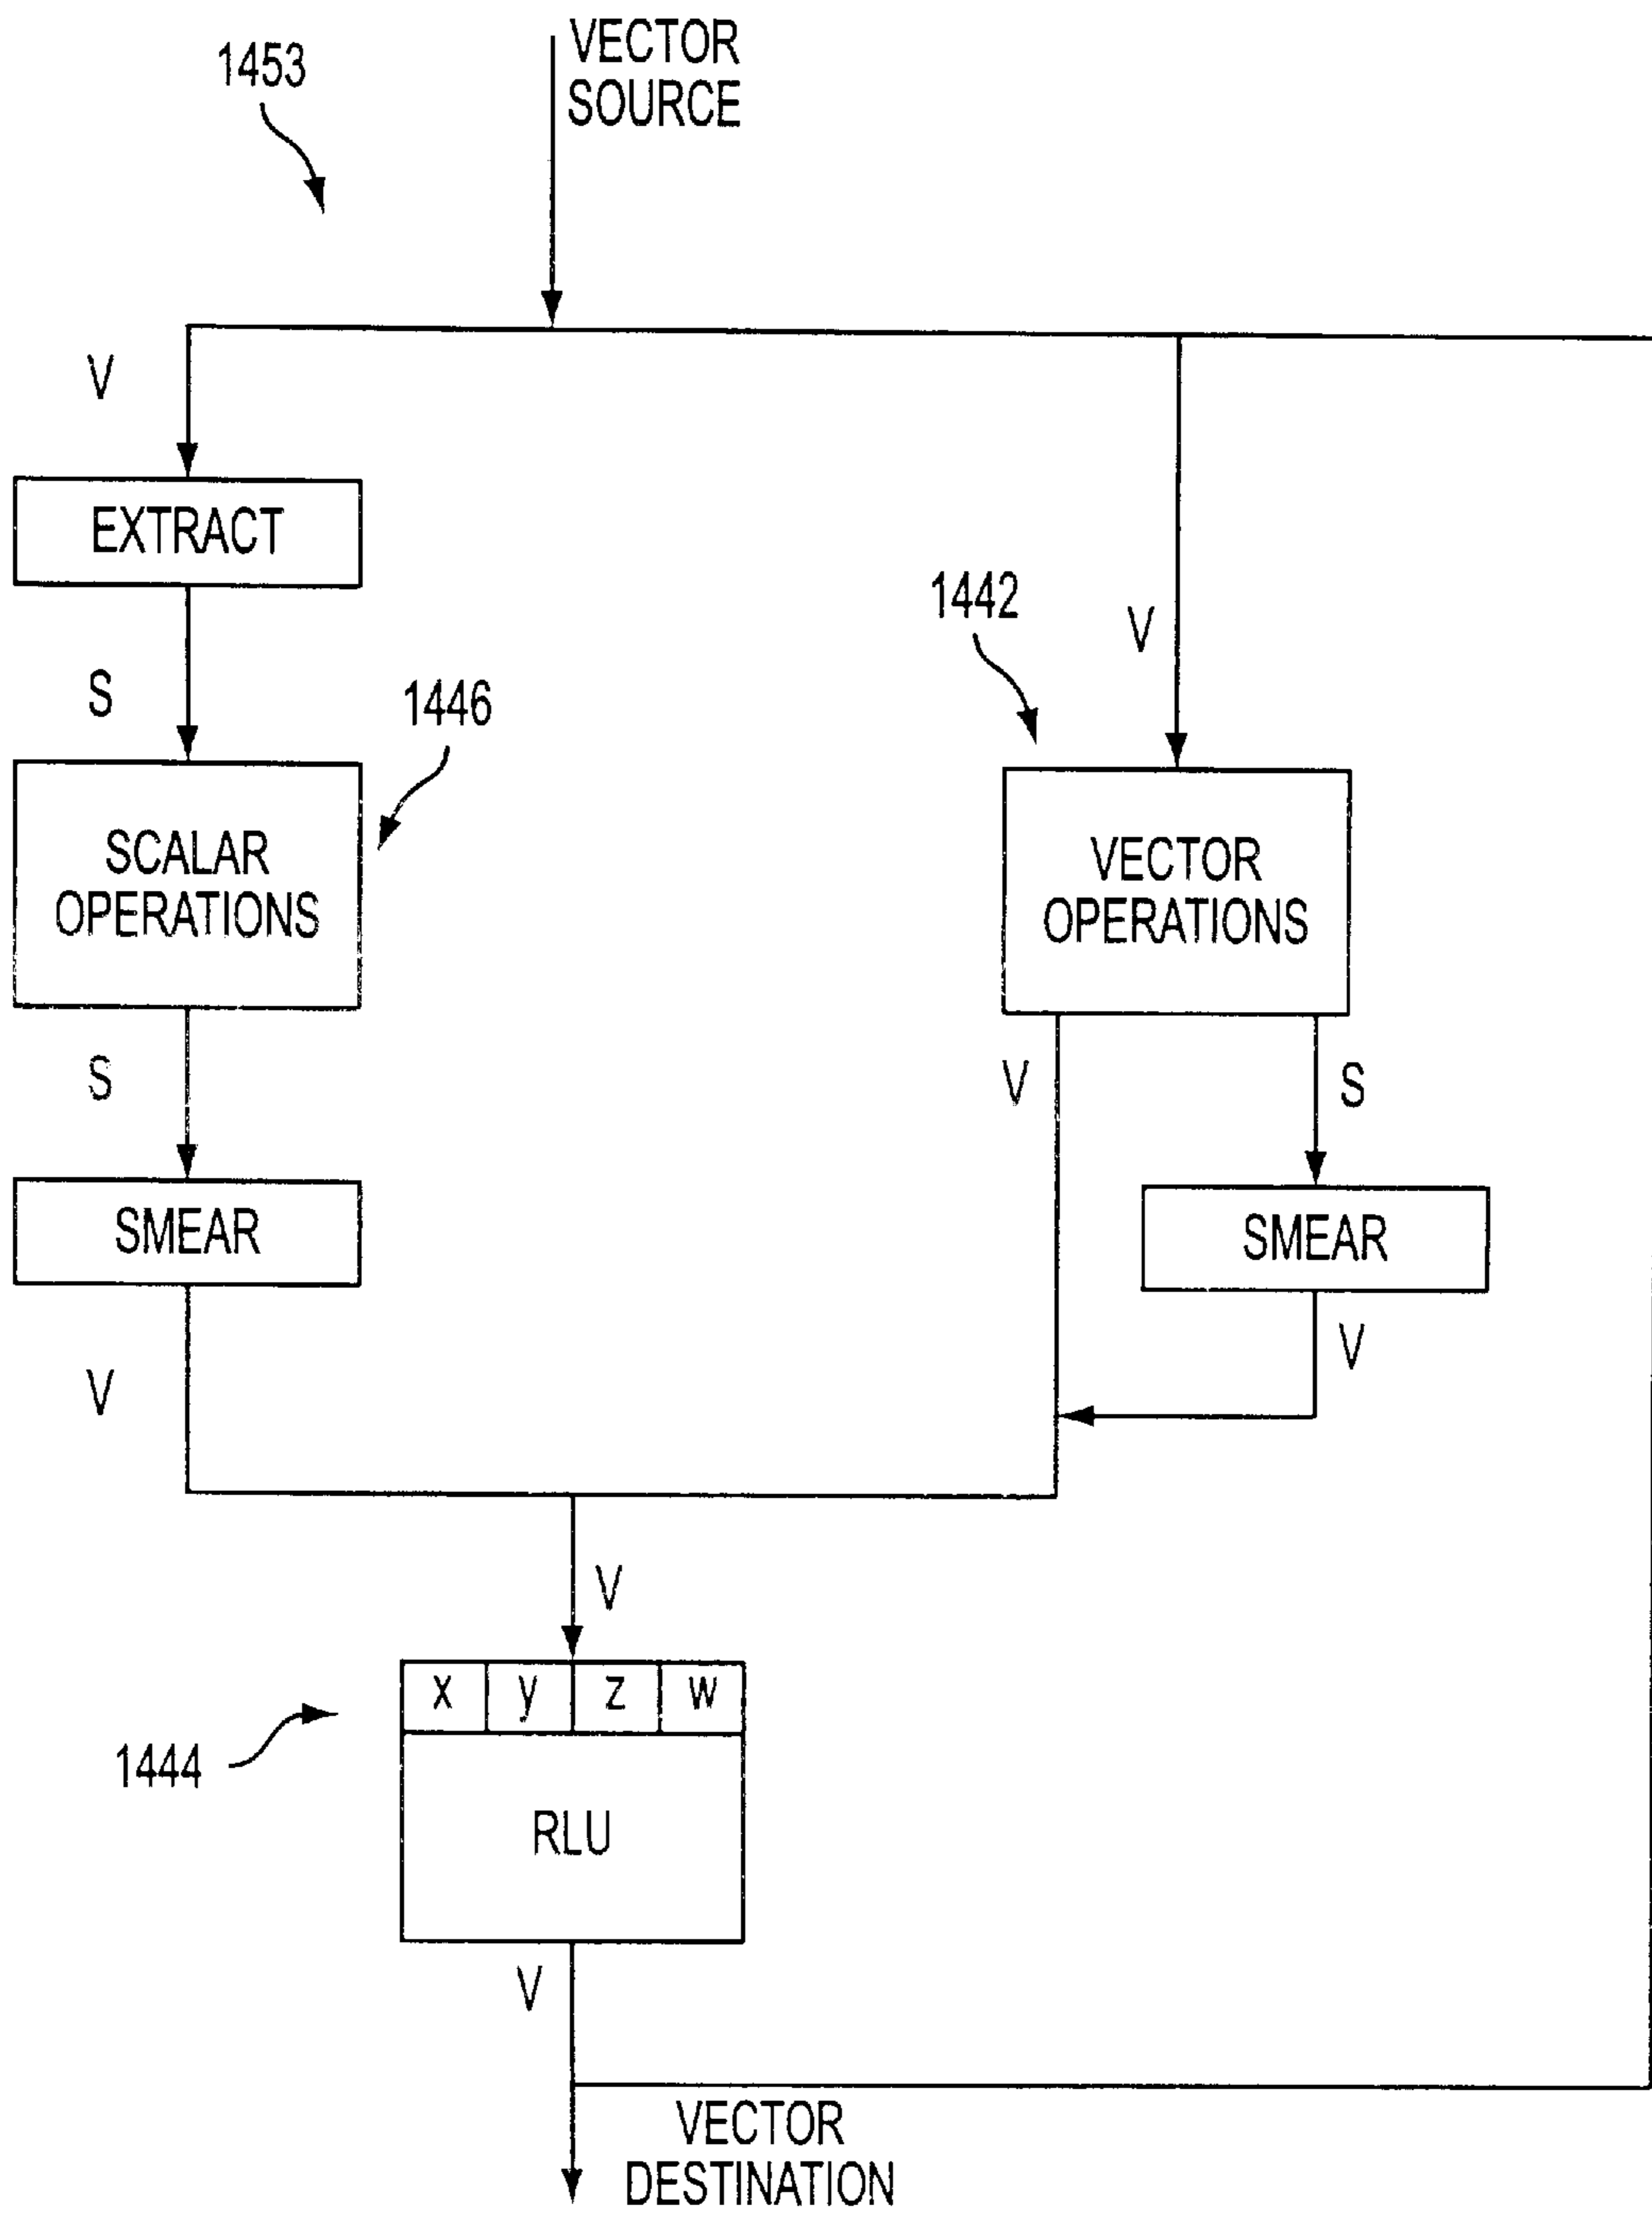 1453
VECTOR
SOURCE
V
EXTRACT
1442
V
S
1446
SCALAR
OPERATIONS
VECTOR
OPERATIONS
S
V
S
SMEAR
SMEAR
V
V
V
x y z w
1444
RLU
V
VECTOR
DESTINATION